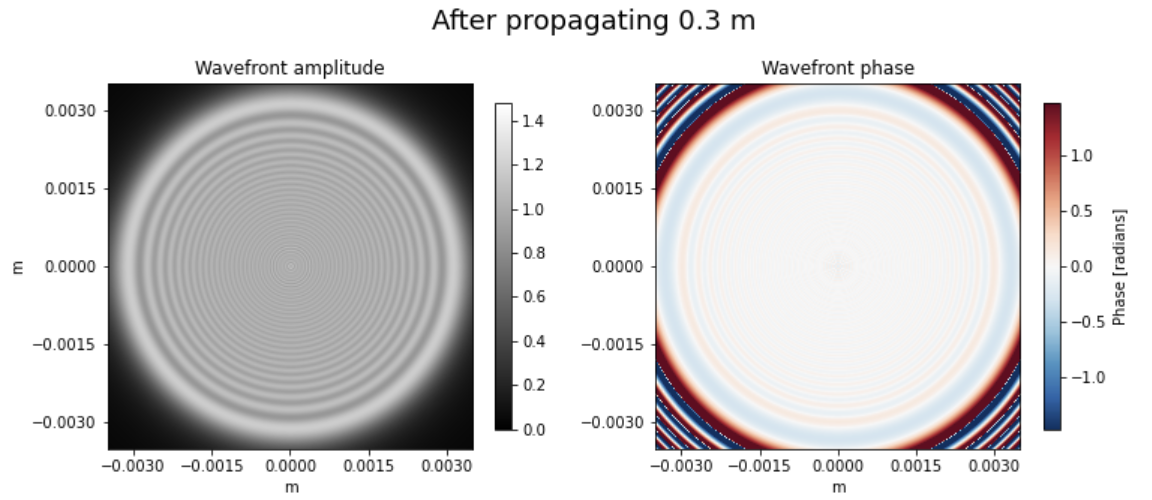 After propagating 0.3 m
Wavefront amplitude
0.0030
0.0015
0.0000
−0.0015
−0.0030
m
−0.0030 −0.0015 0.0000 0.0015 0.0030
m
1.4
1.2
1.0
0.8
0.6
0.4
0.2
0.0
Wavefront phase
0.0030
0.0015
0.0000
−0.0015
−0.0030
−0.0030 −0.0015 0.0000 0.0015 0.0030
m
1.0
0.5
0.0
−0.5
−1.0
Phase [radians]